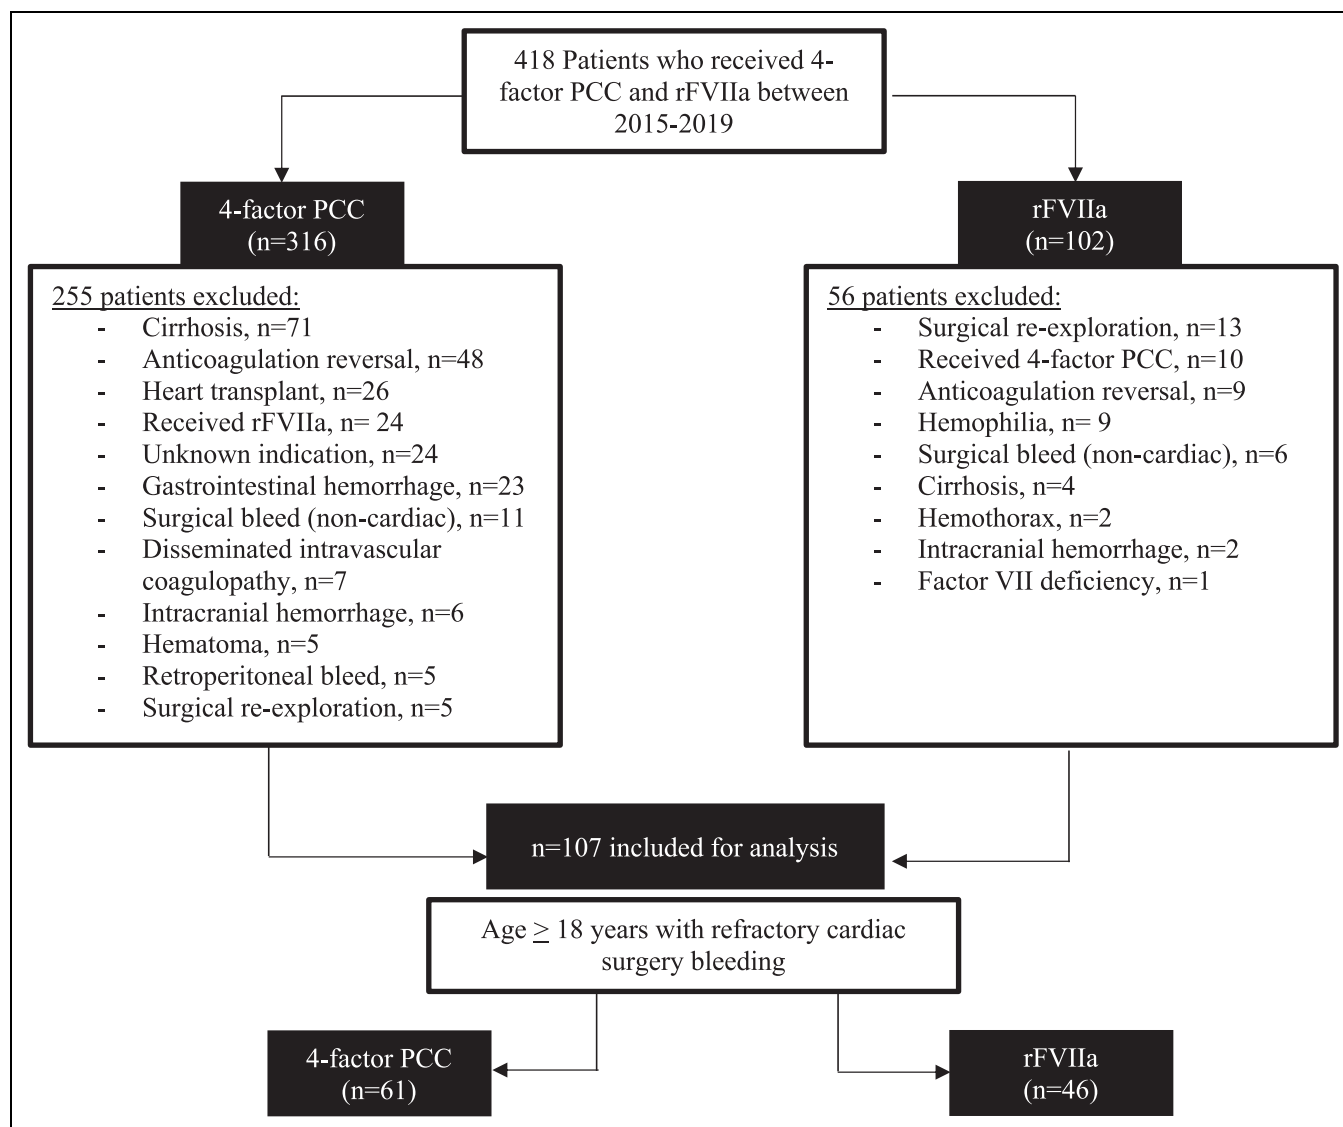 418 Patients who received 4-
factor PCC and rFVIIa between
2015-2019
4-factor PCC
(n=316)
rFVIIa
(n=102)
255 patients excluded:
- Cirrhosis, n=71
- Anticoagulation reversal, n=48
- Heart transplant, n=26
- Received rFVIIa, n= 24
- Unknown indication, n=24
- Gastrointestinal hemorrhage, n=23
- Surgical bleed (non-cardiac), n=11
- Disseminated intravascular
coagulopathy, n=7
- Intracranial hemorrhage, n=6
- Hematoma, n=5
- Retroperitoneal bleed, n=5
- Surgical re-exploration, n=5
56 patients excluded:
- Surgical re-exploration, n=13
- Received 4-factor PCC, n=10
- Anticoagulation reversal, n=9
- Hemophilia, n= 9
- Surgical bleed (non-cardiac), n=6
- Cirrhosis, n=4
- Hemothorax, n=2
- Intracranial hemorrhage, n=2
- Factor VII deficiency, n=1
n=107 included for analysis
Age ≥ 18 years with refractory cardiac
surgery bleeding
4-factor PCC
(n=61)
rFVIIa
(n=46)